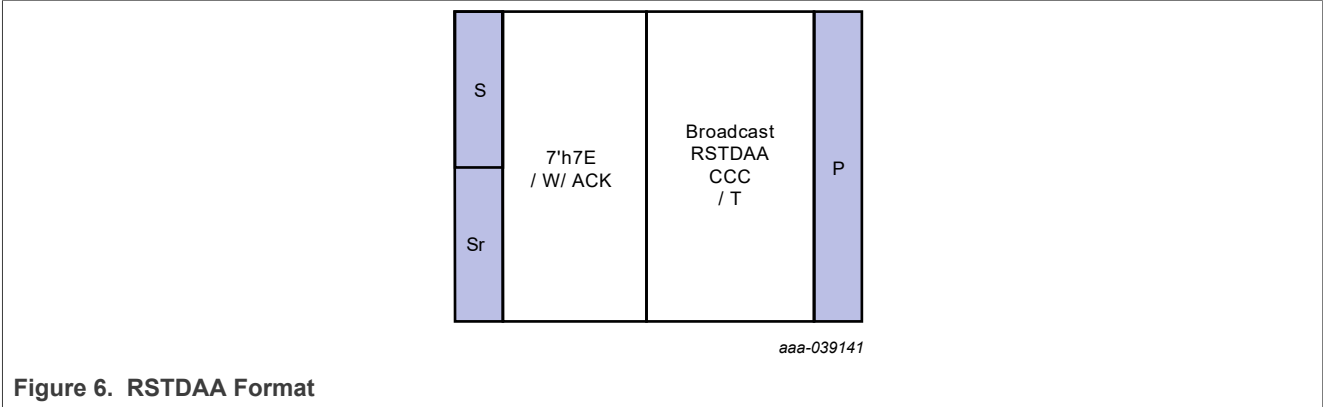 S
Sr
7'h7E
/ W/ ACK
Broadcast
RSTDAA
CCC
/ T
P
aaa-039141
Figure 6. RSTDAA Format